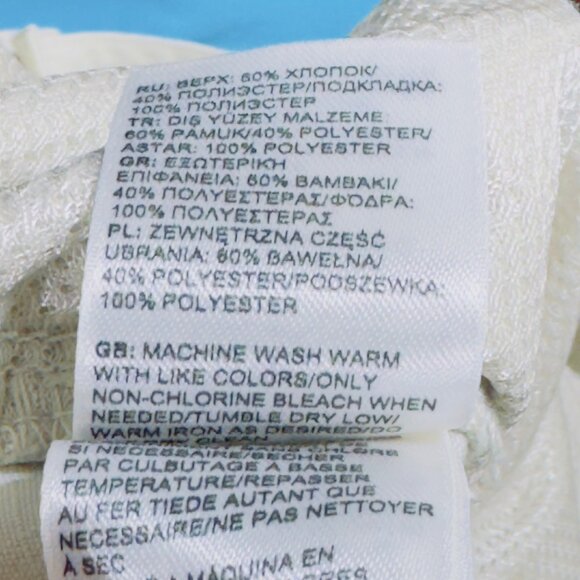 RU: ВЕРХ: 60% ХЛОПОК/
40% ПОЛИЭСТЕР/ПОДКЛАДКА:
100% ПОЛИЭСТЕР
TR: DIŞ YÜZEY MALZEME:
60% PAMUK/40% POLYESTER/
ASTAR: 100% POLYESTER
GR: ΕΞΩΤΕΡΙΚΗ
ΕΠΙΦΑΝΕΙΑ: 60% ΒΑΜΒΑΚΙ/
40% ΠΟΛΥΕΣΤΕΡΑΣ/ΦΟΔΡΑ:
100% ΠΟΛΥΕΣΤΕΡΑΣ
PL: ZEWNĘTRZNA CZĘŚĆ
UBRANIA: 60% BAWEŁNA/
40% POLYESTER/PODSZEWKA:
100% POLYESTER
GB: MACHINE WASH WARM
WITH LIKE COLORS/ONLY
NON-CHLORINE BLEACH WHEN
NEEDED/TUMBLE DRY LOW/
WARM IRON AS DESIRED/DO
CLEAN
SI NECESSAIRE/SECHER
PAR CULBUTAGE A BASSE
TEMPERATURE/REPASSER
AU FER TIEDE AUTANT QUE
NECESSAIRE/NE PAS NETTOYER
A SEC
A MAQUINA EN